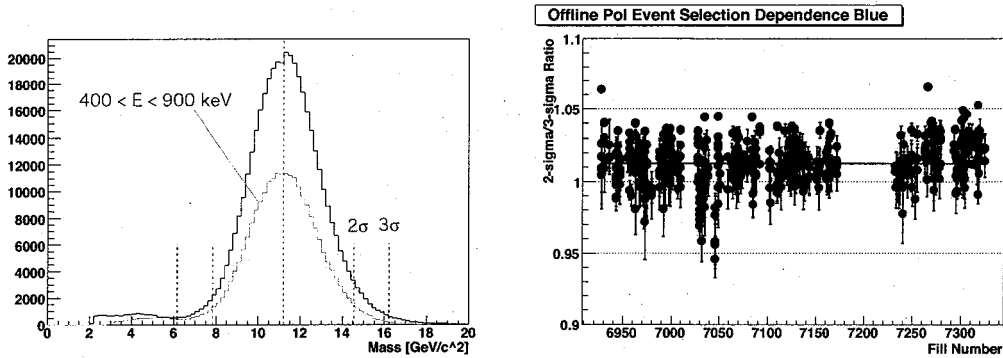 Offline Pol Event Selection Dependence Blue
20000
18000
16000
14000
12000
10000
8000
6000
4000
2000
0
400 < E < 900 keV
2σ 3σ
0 2 4 6 8 10 12 14 16 18 20
Mass [GeV/c^2]
2-sigma/3-sigma Ratio
1.1
1.05
1
0.95
0.9
6950 7000 7050 7100 7150 7200 7250 7300
Fill Number